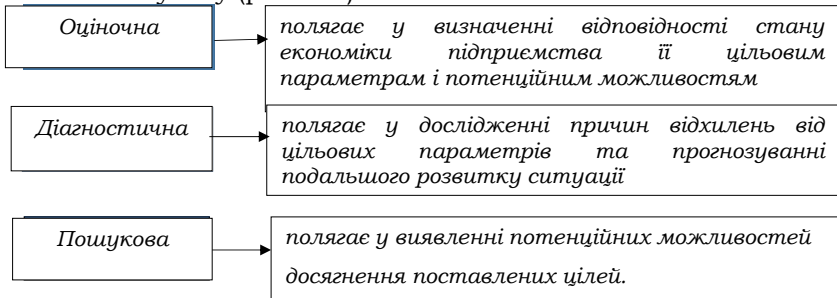 Оціночна
полягає у визначенні відповідності стану
економіки підприємства її цільовим
параметрам і потенційним можливостям
Діагностична
полягає у дослідженні причин відхилень від
цільових параметрів та прогнозуванні
подальшого розвитку ситуації
Пошукова
полягає у виявленні потенційних можливостей
досягнення поставлених цілей.